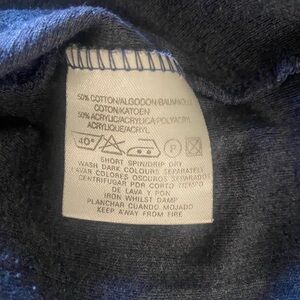 50% COTTON/ALGODON/BAUMWOLLE
COTON/KATOEN
50% ACRYLIC/ACRYLICA/POLYACRYL
ACRYLIQUE/ACRYL
40° P
SHORT SPIN/DRIP DRY
WASH DARK COLOURS SEPARATELY
LAVAR COLORES OSCUROS SEPARADOS
CENTRIFUGAR POR CORTO TIEMPO
DE LAVA Y PON
IRON WHILST DAMP
PLANCHAR CUANDO MOJADO
KEEP AWAY FROM FIRE